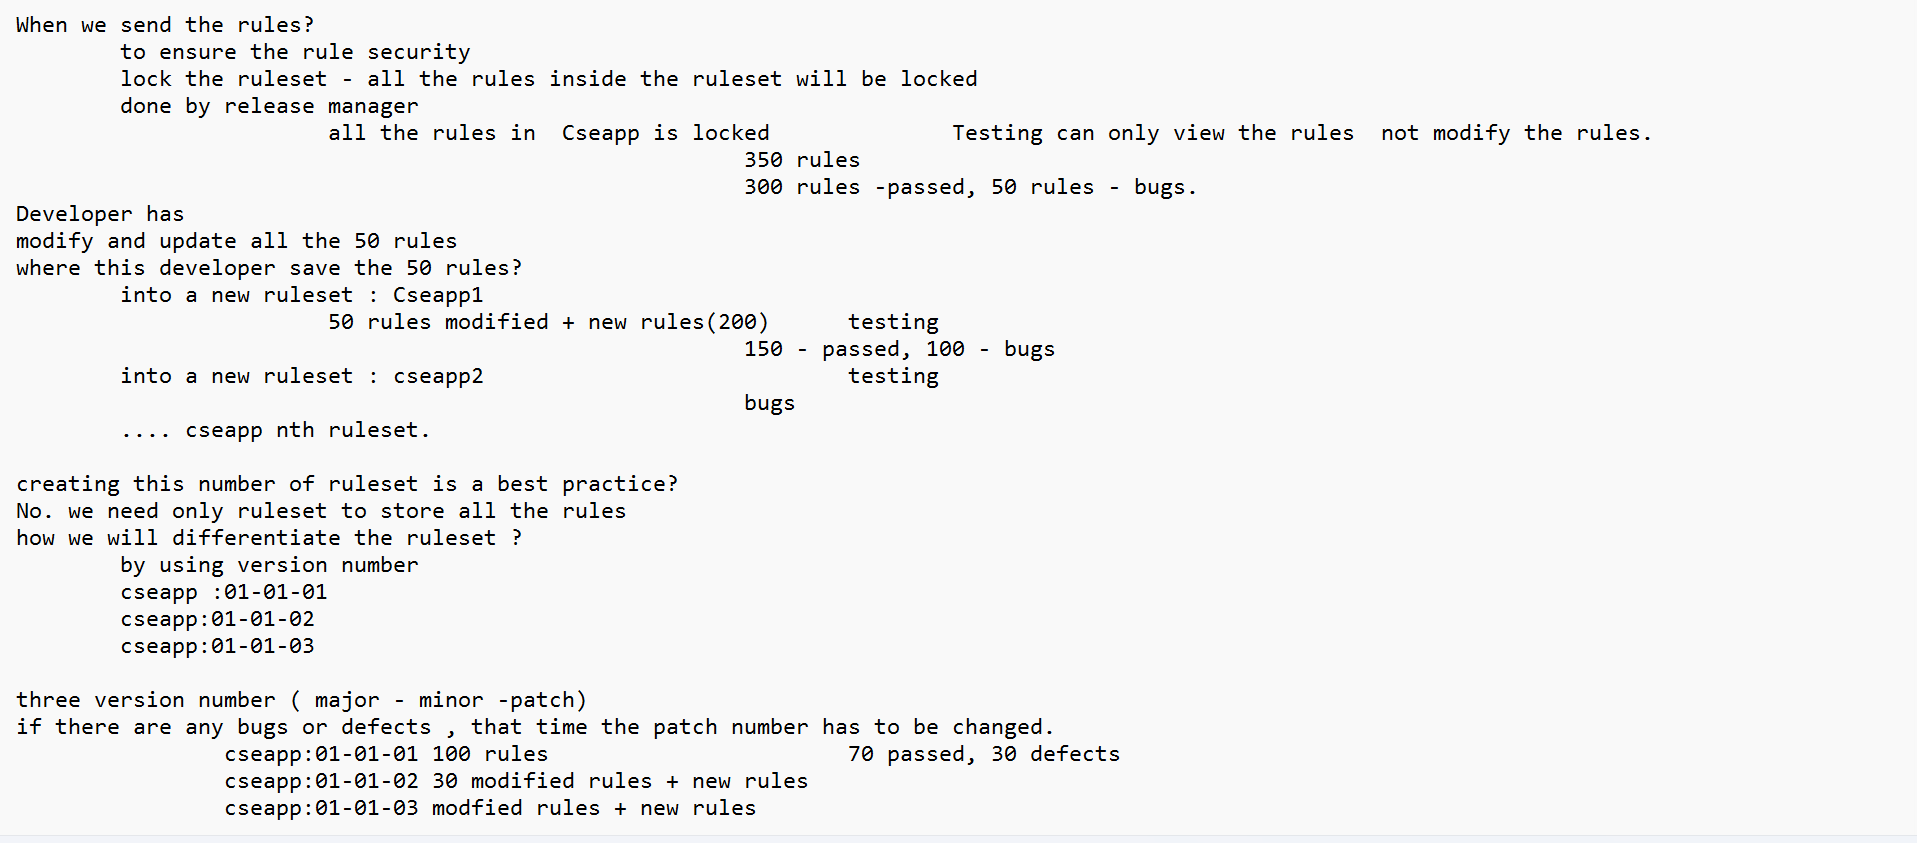 When we send the rules?
to ensure the rule security
lock the ruleset - all the rules inside the ruleset will be locked
done by release manager
all the rules in  Cseapp is locked              Testing can only view the rules  not modify the rules.
350 rules
300 rules -passed, 50 rules - bugs.
Developer has
modify and update all the 50 rules
where this developer save the 50 rules?
into a new ruleset : Cseapp1
50 rules modified + new rules(200)      testing
150 - passed, 100 - bugs
into a new ruleset : cseapp2                            testing
bugs
.... cseapp nth ruleset.
creating this number of ruleset is a best practice?
No. we need only ruleset to store all the rules
how we will differentiate the ruleset ?
by using version number
cseapp :01-01-01
cseapp:01-01-02
cseapp:01-01-03
three version number ( major - minor -patch)
if there are any bugs or defects , that time the patch number has to be changed.
cseapp:01-01-01 100 rules                       70 passed, 30 defects
cseapp:01-01-02 30 modified rules + new rules
cseapp:01-01-03 modfied rules + new rules